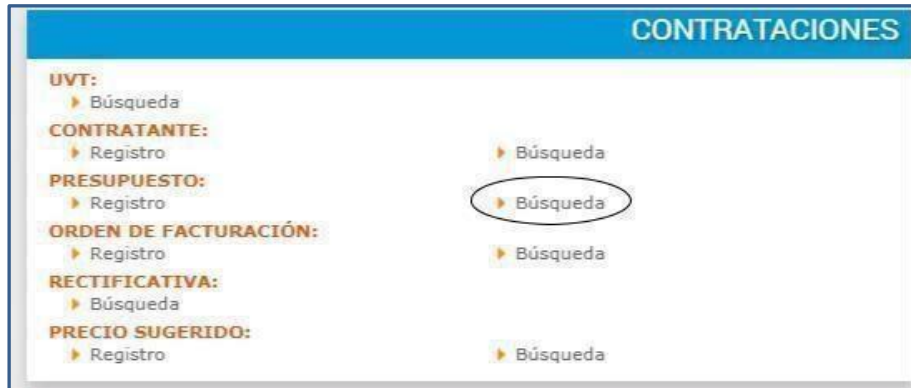 CONTRATACIONES
UVT:
Búsqueda
CONTRATANTE:
Registro Búsqueda
PRESUPUESTO:
Registro Búsqueda
ORDEN DE FACTURACIÓN:
Registro Búsqueda
RECTIFICATIVA:
Búsqueda
PRECIO SUGERIDO:
Registro Búsqueda